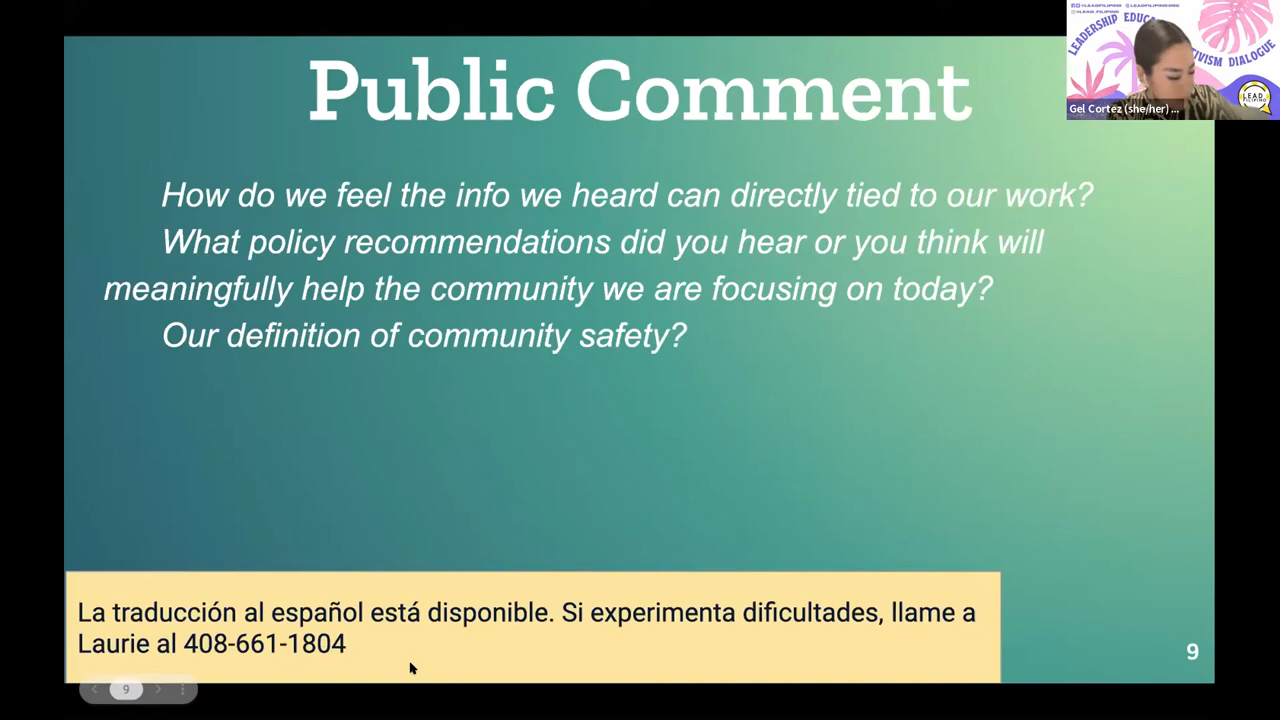 Public Comment
How do we feel the info we heard can directly tied to our work?
What policy recommendations did you hear or you think will
meaningfully help the community we are focusing on today?
Our definition of community safety?
La traducción al español está disponible. Si experimenta dificultades, llame a
Laurie al 408-661-1804
9
9
LEADERSHIP
DIALOGUE
LEAD
FILIPINO
Gel Cortez (she/her) ...